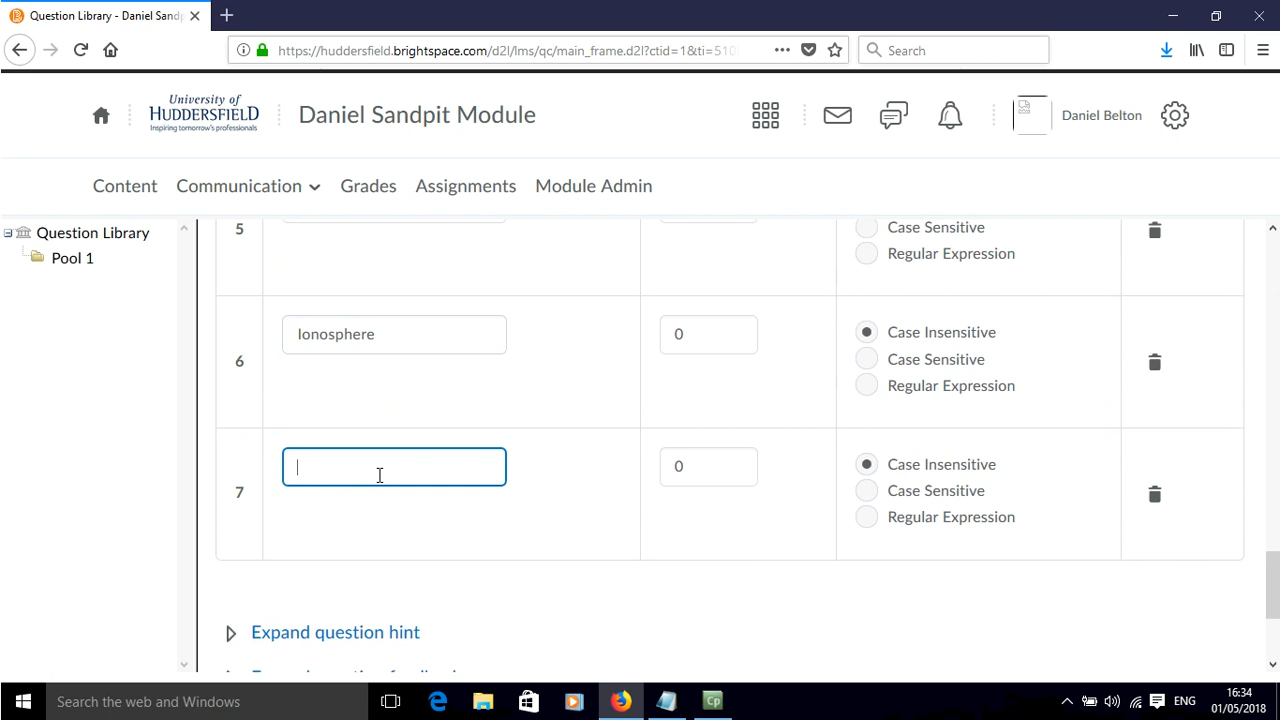 Question Library - Daniel Sandp
https://huddersfield.brightspace.com/d2l/lms/qc/main_frame.d2l?ctid=1&ti=510
Search
University of
HUDDERSFIELD
Inspiring tomorrow's professionals
Daniel Sandpit Module
Daniel Belton
Content
Communication
Grades
Assignments
Module Admin
Question Library
Pool 1
5
Case Sensitive
Regular Expression
6
Ionosphere
0
Case Insensitive
Case Sensitive
Regular Expression
7
0
Case Insensitive
Case Sensitive
Regular Expression
Expand question hint
Search the web and Windows
Cp
ENG
16:34
01/05/2018